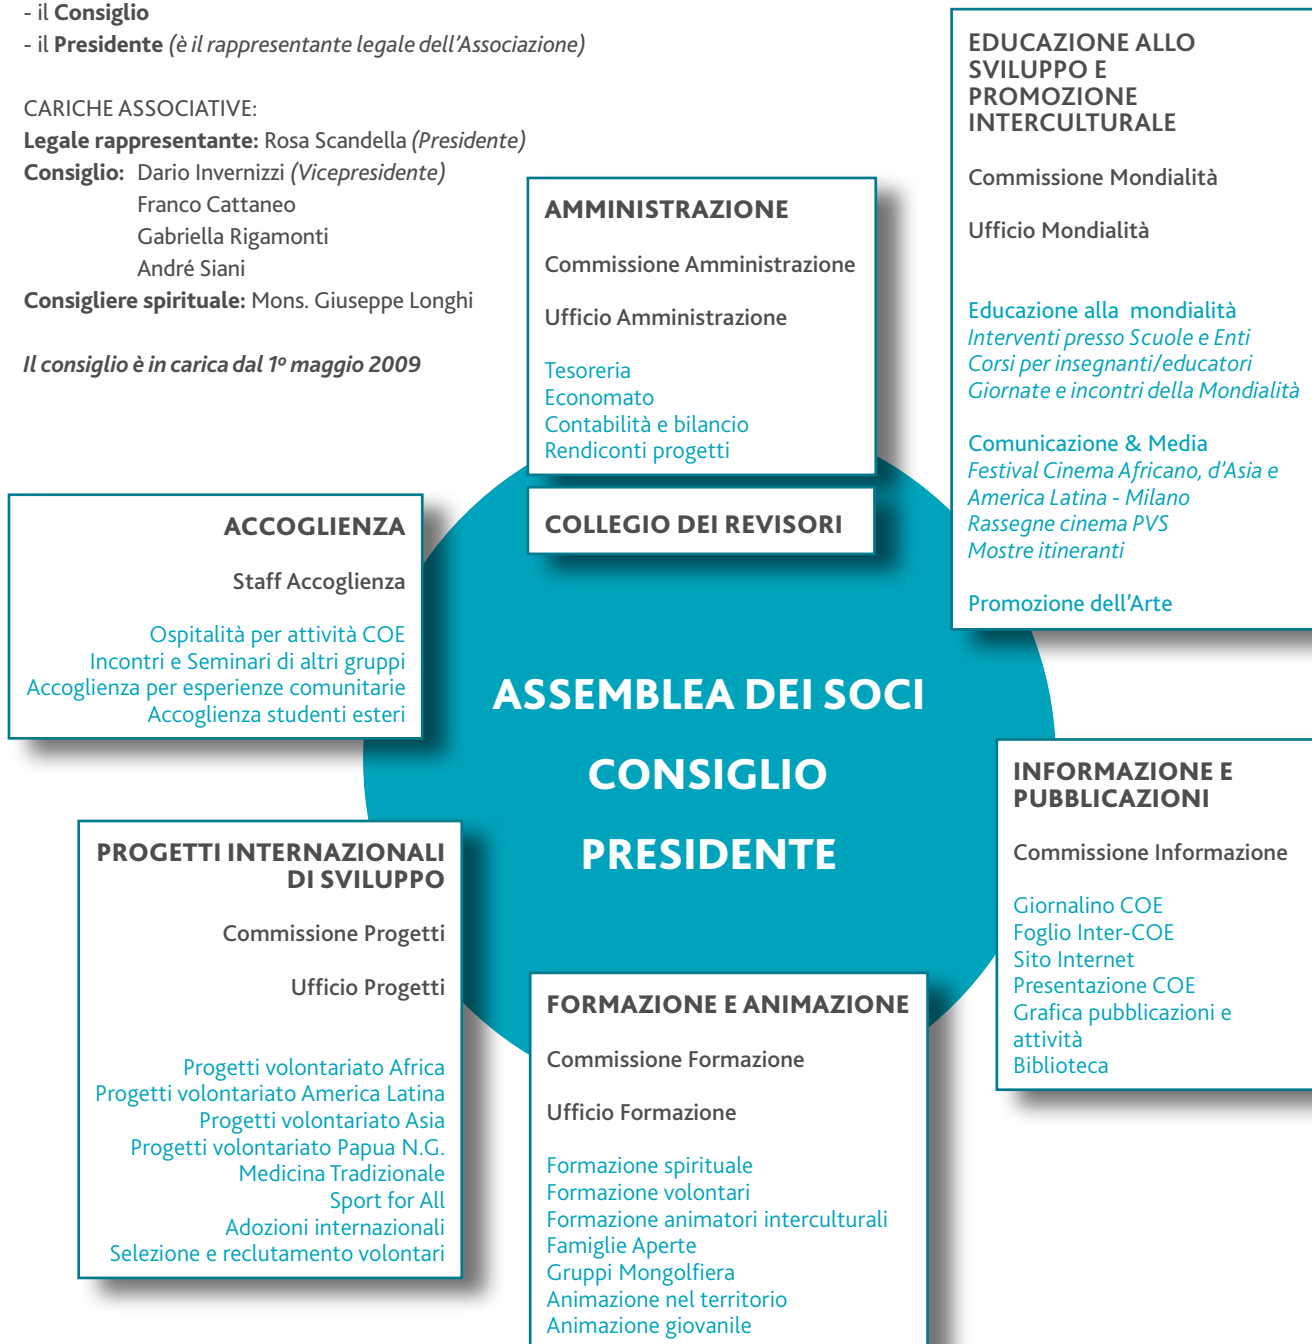 - il Consiglio
- il Presidente (è il rappresentante legale dell'Associazione)
CARICHE ASSOCIATIVE:
Legale rappresentante: Rosa Scandella (Presidente)
Consiglio: Dario Invernizzi (Vicepresidente)
Franco Cattaneo
Gabriella Rigamonti
André Siani
Consigliere spirituale: Mons. Giuseppe Longhi
Il consiglio è in carica dal 1º maggio 2009
AMMINISTRAZIONE
Commissione Amministrazione
Ufficio Amministrazione
Tesoreria
Economato
Contabilità e bilancio
Rendiconti progetti
COLLEGIO DEI REVISORI
EDUCAZIONE ALLO
SVILUPPO E
PROMOZIONE
INTERCULTURALE
Commissione Mondialità
Ufficio Mondialità
Educazione alla  mondialità
Interventi presso Scuole e Enti
Corsi per insegnanti/educatori
Giornate e incontri della Mondialità
Comunicazione & Media
Festival Cinema Africano, d'Asia e
America Latina - Milano
Rassegne cinema PVS
Mostre itineranti
Promozione dell'Arte
ACCOGLIENZA
Staff Accoglienza
Ospitalità per attività COE
Incontri e Seminari di altri gruppi
Accoglienza per esperienze comunitarie
Accoglienza studenti esteri
ASSEMBLEA DEI SOCI
CONSIGLIO
PRESIDENTE
INFORMAZIONE E
PUBBLICAZIONI
Commissione Informazione
Giornalino COE
Foglio Inter-COE
Sito Internet
Presentazione COE
Grafica pubblicazioni e
attività
Biblioteca
PROGETTI INTERNAZIONALI
DI SVILUPPO
Commissione Progetti
Ufficio Progetti
Progetti volontariato Africa
Progetti volontariato America Latina
Progetti volontariato Asia
Progetti volontariato Papua N.G.
Medicina Tradizionale
Sport for All
Adozioni internazionali
Selezione e reclutamento volontari
FORMAZIONE E ANIMAZIONE
Commissione Formazione
Ufficio Formazione
Formazione spirituale
Formazione volontari
Formazione animatori interculturali
Famiglie Aperte
Gruppi Mongolfiera
Animazione nel territorio
Animazione giovanile